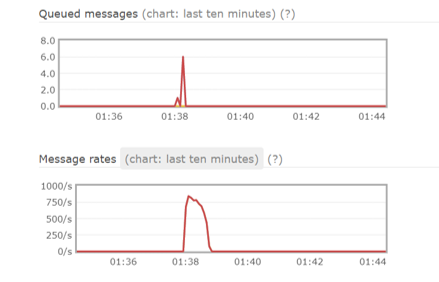 Queued messages (chart: last ten minutes) (?)
8.0
6.0
4.0
2.0
0.0
01:36 01:38 01:40 01:42 01:44
Message rates (chart: last ten minutes) (?)
1000/s
750/s
500/s
250/s
0/s
01:36 01:38 01:40 01:42 01:44